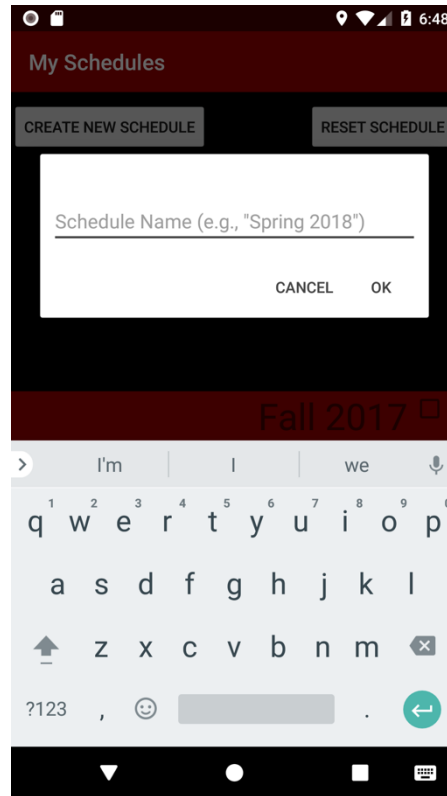 6:48
My Schedules
CREATE NEW SCHEDULE RESET SCHEDULE
Schedule Name (e.g., "Spring 2018")
CANCEL OK
Fall 2017
I'm I we
1 2 3 4 5 6 7 8 9 0
q w e r t y u i o p
a s d f g h j k l
z x c v b n m
?123 , .